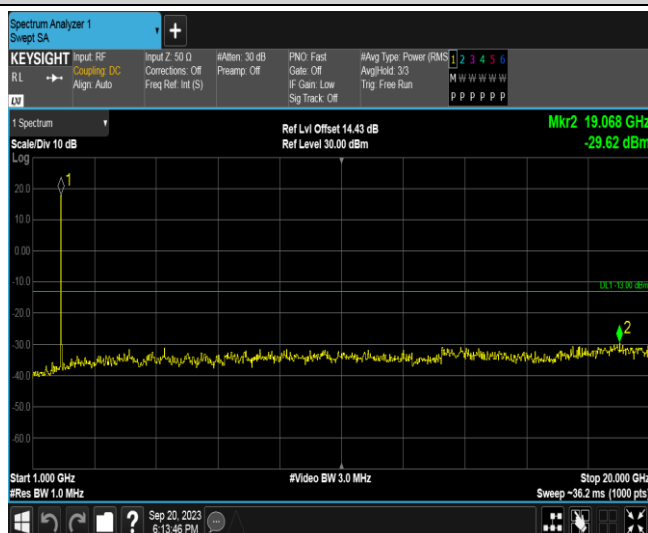 Spectrum Analyzer 1
Swept SA
+
KEYSIGHT
RL
LXI
Input: RF
Coupling: DC
Align: Auto
Input Z: 50 Ω
Corrections: Off
Freq Ref: Int (S)
#Atten: 30 dB
Preamp: Off
PNO: Fast
Gate: Off
IF Gain: Low
Sig Track: Off
#Avg Type: Power (RMS
Avg|Hold: 3/3
Trig: Free Run
1 2 3 4 5 6
M W W W W W
P P P P P P
1 Spectrum
Scale/Div 10 dB
Log
Ref Lvl Offset 14.43 dB
Ref Level 30.00 dBm
Mkr2 19.068 GHz
-29.62 dBm
1
20.0
10.0
0.00
-10.0
DL1 -13.00 dBm
-20.0
2
-30.0
-40.0
-50.0
-60.0
Start 1.000 GHz
#Res BW 1.0 MHz
#Video BW 3.0 MHz
Stop 20.000 GHz
Sweep ~36.2 ms (1000 pts)
?
Sep 20, 2023
6:13:46 PM